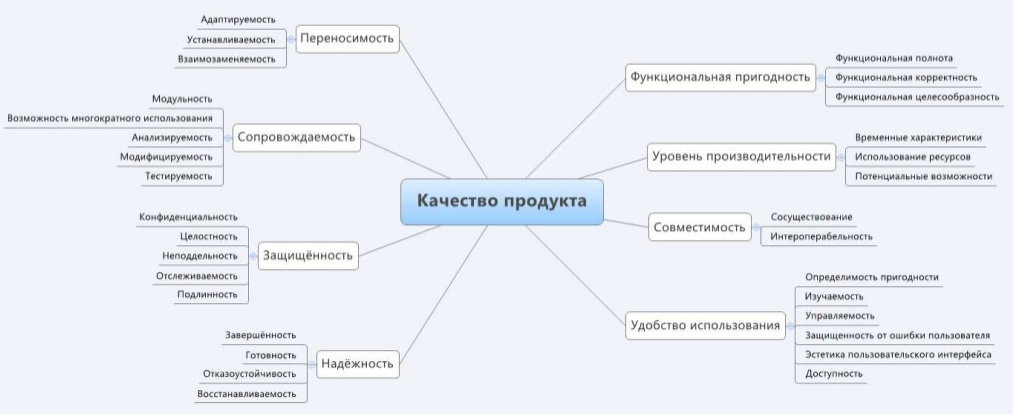 Качество продукта
Функциональная пригодность
Функциональная полнота
Функциональная корректность
Функциональная целесообразность
Уровень производительности
Временные характеристики
Использование ресурсов
Потенциальные возможности
Совместимость
Сосуществование
Интероперабельность
Удобство использования
Определимость пригодности
Изучаемость
Управляемость
Защищенность от ошибки пользователя
Эстетика пользовательского интерфейса
Доступность
Переносимость
Адаптируемость
Устанавливаемость
Взаимозаменяемость
Сопровождаемость
Модульность
Возможность многократного использования
Анализируемость
Модифицируемость
Тестируемость
Защищённость
Конфиденциальность
Целостность
Неподдельность
Отслеживаемость
Подлинность
Надёжность
Завершённость
Готовность
Отказоустойчивость
Восстанавливаемость